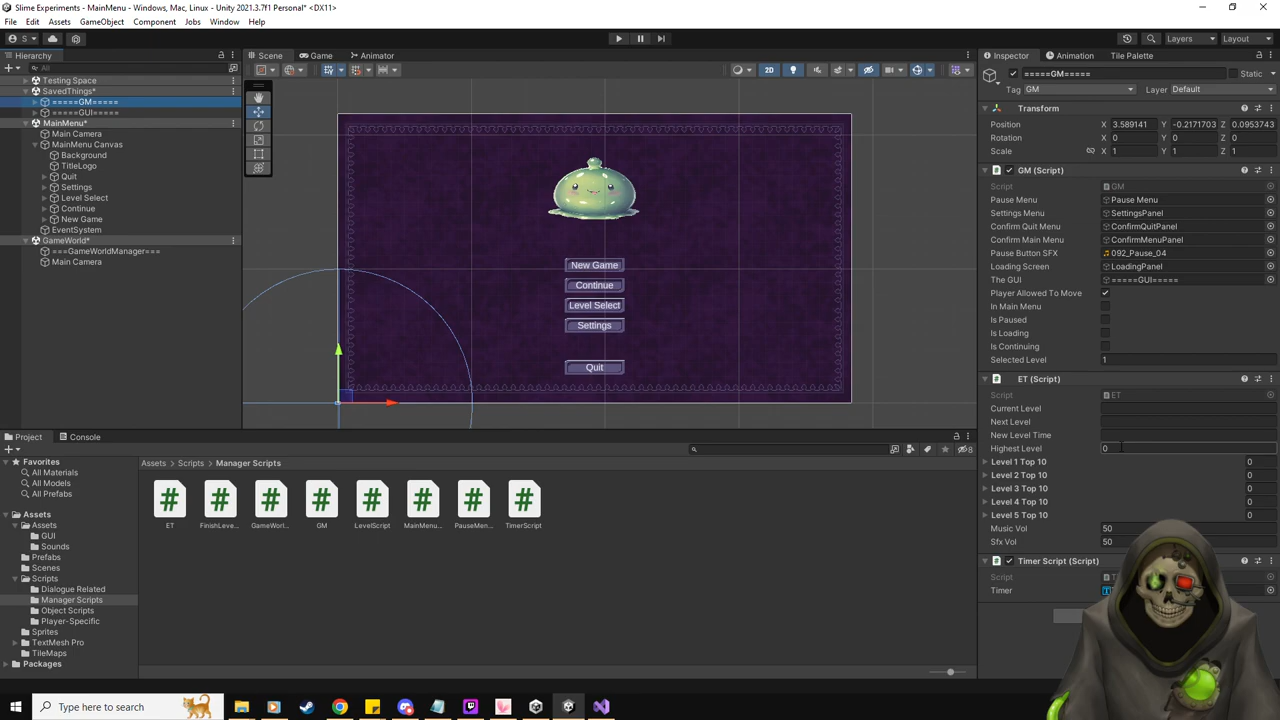 Slime Experiments - MainMenu - Windows, Mac, Linux - Unity 2021.3.7f1 Personal* <DX11>
File Edit Assets GameObject Component Jobs Window Help
S Layers Layout
Hierarchy Scene Game Animator Inspector Animation Tile Palette
All 2D
=====GM===== Static
Tag GM Layer Default
Testing Space
SavedThings*
=====GM=====
=====GUI=====
MainMenu*
Main Camera
MainMenu Canvas
Background
TitleLogo
Quit
Settings
Level Select
Continue
New Game
EventSystem
GameWorld*
===GameWorldManager===
Main Camera
New Game
Continue
Level Select
Settings
Quit
Transform
Position X 3.589141 Y -0.2171703 Z 0.0953743
Rotation X 0 Y 0 Z 0
Scale X 1 Y 1 Z 1
GM (Script)
Script GM
Pause Menu Pause Menu
Settings Menu SettingsPanel
Confirm Quit Menu ConfirmQuitPanel
Confirm Main Menu ConfirmMenuPanel
Pause Button SFX 092_Pause_04
Loading Screen LoadingPanel
The GUI =====GUI=====
Player Allowed To Move
In Main Menu
Is Paused
Is Loading
Is Continuing
Selected Level 1
ET (Script)
Script ET
Current Level
Next Level
New Level Time
Highest Level 0
Level 1 Top 10 0
Level 2 Top 10 0
Level 3 Top 10 0
Level 4 Top 10 0
Level 5 Top 10 0
Music Vol 50
Sfx Vol 50
Timer Script (Script)
Script
Timer
Project Console
8
Favorites
All Materials
All Models
All Prefabs
Assets
Assets
GUI
Sounds
Prefabs
Scenes
Scripts
Dialogue Related
Manager Scripts
Object Scripts
Player-Specific
Sprites
TextMesh Pro
TileMaps
Packages
Assets > Scripts > Manager Scripts
ET FinishLeve... GameWorl... GM LevelScript MainMenu... PauseMen... TimerScript
Type here to search